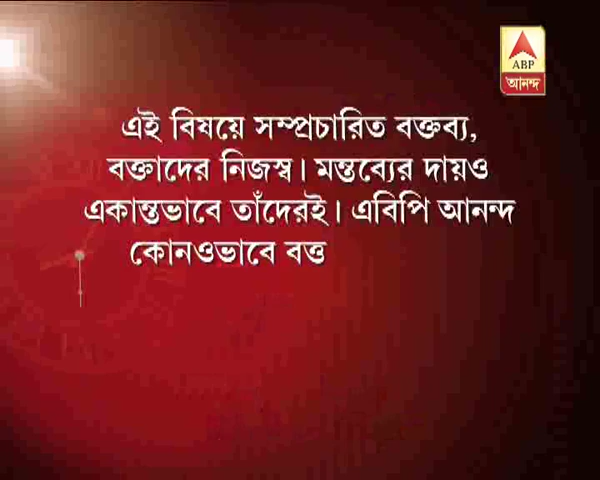 ABP
আনন্দ
এই বিষয়ে সম্প্রচারিত বক্তব্য,
বক্তাদের নিজস্ব। মন্তব্যের দায়ও
একান্তভাবে তাঁদেরই। এবিপি আনন্দ
কোনওভাবে বত্ত